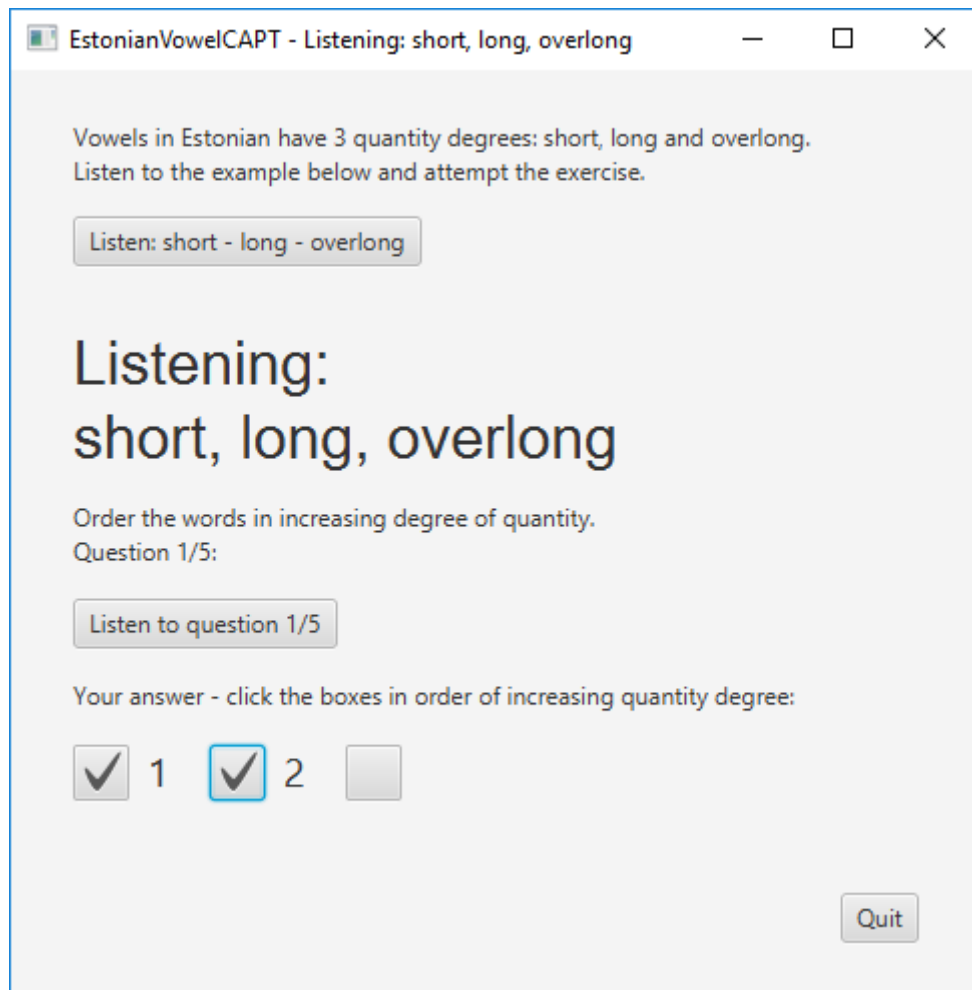 EstonianVowelCAPT - Listening: short, long, overlong
Vowels in Estonian have 3 quantity degrees: short, long and overlong.
Listen to the example below and attempt the exercise.
Listen: short - long - overlong
Listening:
short, long, overlong
Order the words in increasing degree of quantity.
Question 1/5:
Listen to question 1/5
Your answer - click the boxes in order of increasing quantity degree:
1 2
Quit